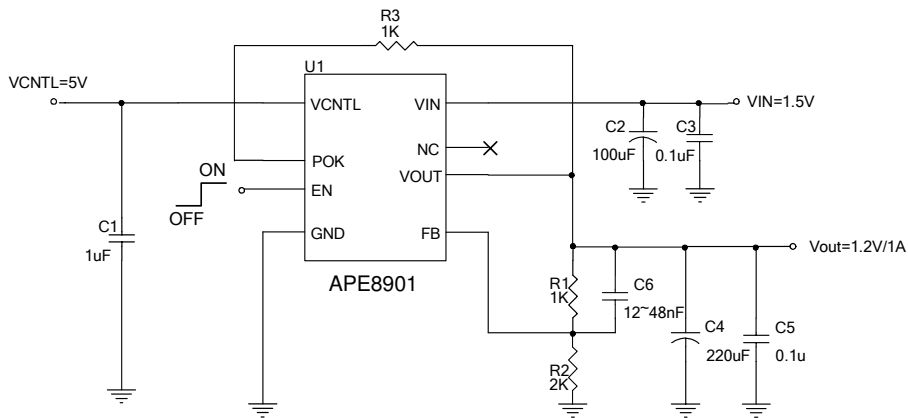 R3
1K
U1
VCNTL=5V
VCNTL
VIN
VIN=1.5V
C2
100uF
C3
0.1uF
NC
POK
VOUT
ON
OFF
EN
C1
1uF
GND
FB
Vout=1.2V/1A
APE8901
R1
1K
C6
12~48nF
C4
220uF
C5
0.1u
R2
2K